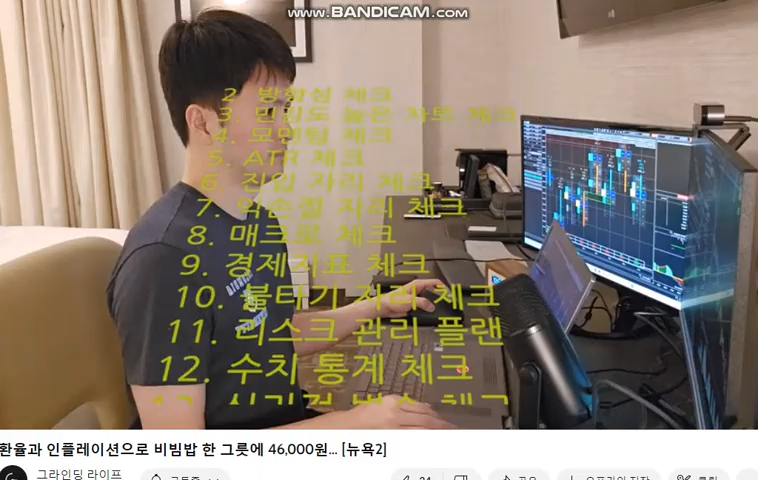 www.BANDICAM.com
2. 방향성 체크
3. 민감도 높은 차트 체크
4. 모멘텀 체크
5. ATR 체크
6. 진입 자리 체크
7. 익손절 자리 체크
8. 매크로 체크
9. 경제지표 체크
10. 불타기 자리 체크
11. 리스크 관리 플랜
12. 수치 통계 체크
환율과 인플레이션으로 비빔밥 한 그릇에 46,000원... [뉴욕2]
그라인딩 라이프